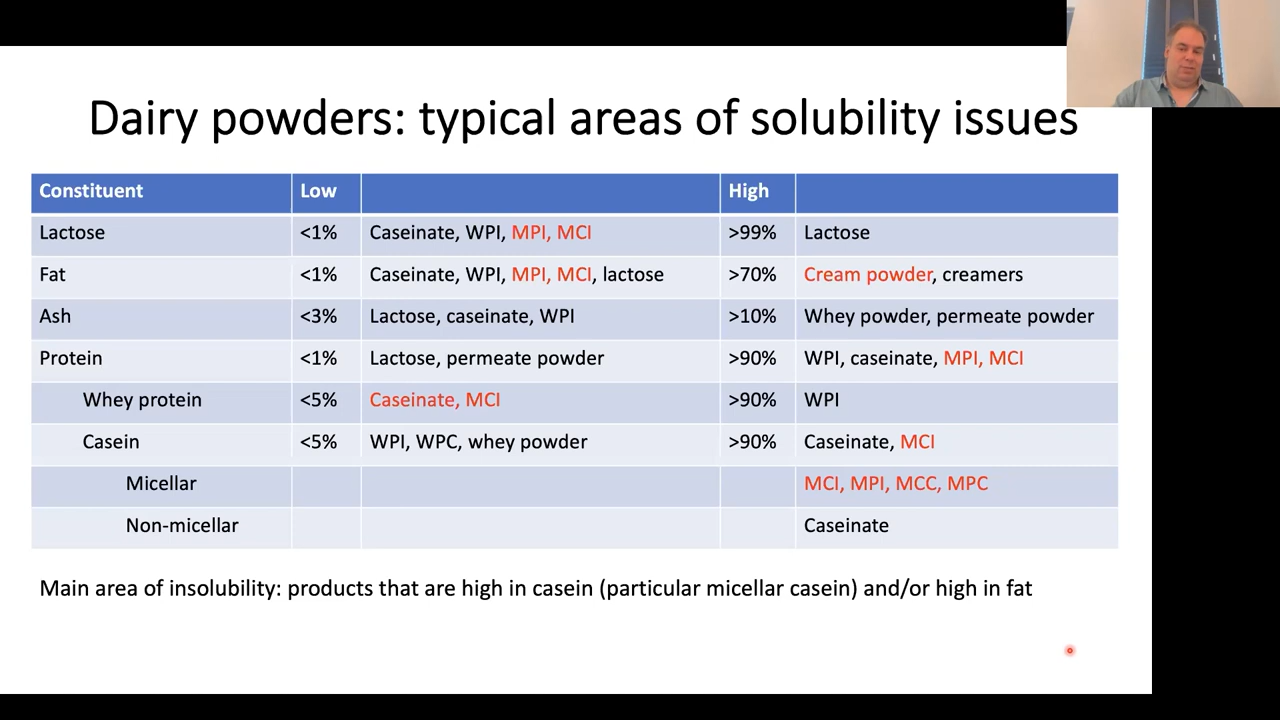 Dairy powders: typical areas of solubility issues
Constituent Low High
Lactose <1% Caseinate, WPI, MPI, MCI >99% Lactose
Fat <1% Caseinate, WPI, MPI, MCI, lactose >70% Cream powder, creamers
Ash <3% Lactose, caseinate, WPI >10% Whey powder, permeate powder
Protein <1% Lactose, permeate powder >90% WPI, caseinate, MPI, MCI
Whey protein <5% Caseinate, MCI >90% WPI
Casein <5% WPI, WPC, whey powder >90% Caseinate, MCI
Micellar MCI, MPI, MCC, MPC
Non-micellar Caseinate
Main area of insolubility: products that are high in casein (particular micellar casein) and/or high in fat